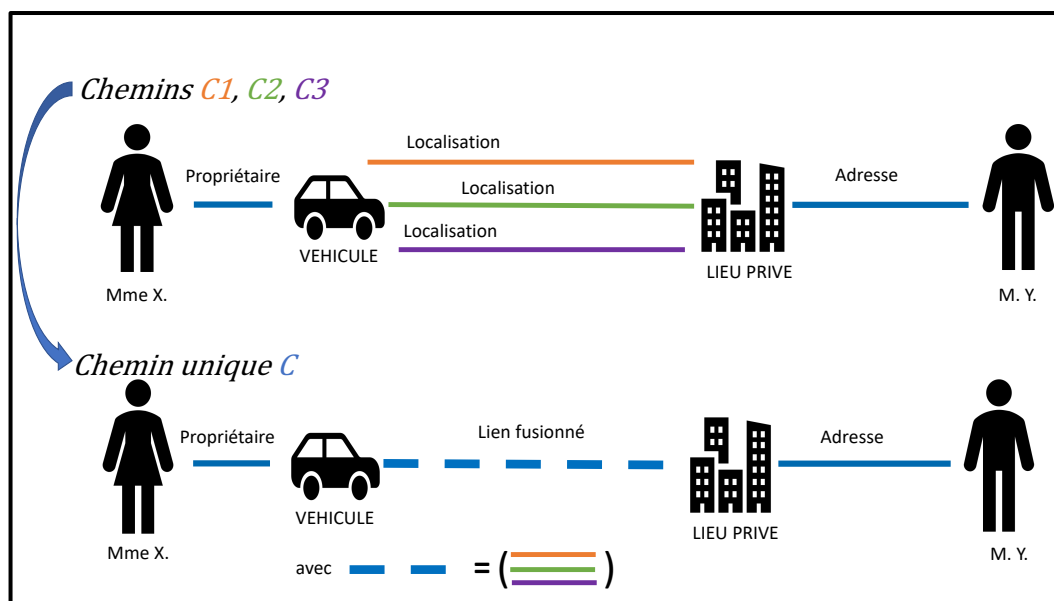 Chemins C1, C2, C3
Localisation
Propriétaire
Localisation
Adresse
Localisation
VEHICULE
LIEU PRIVE
Mme X.
M. Y.
Chemin unique C
Propriétaire
Lien fusionné
Adresse
VEHICULE
LIEU PRIVE
Mme X.
M. Y.
avec = ( )